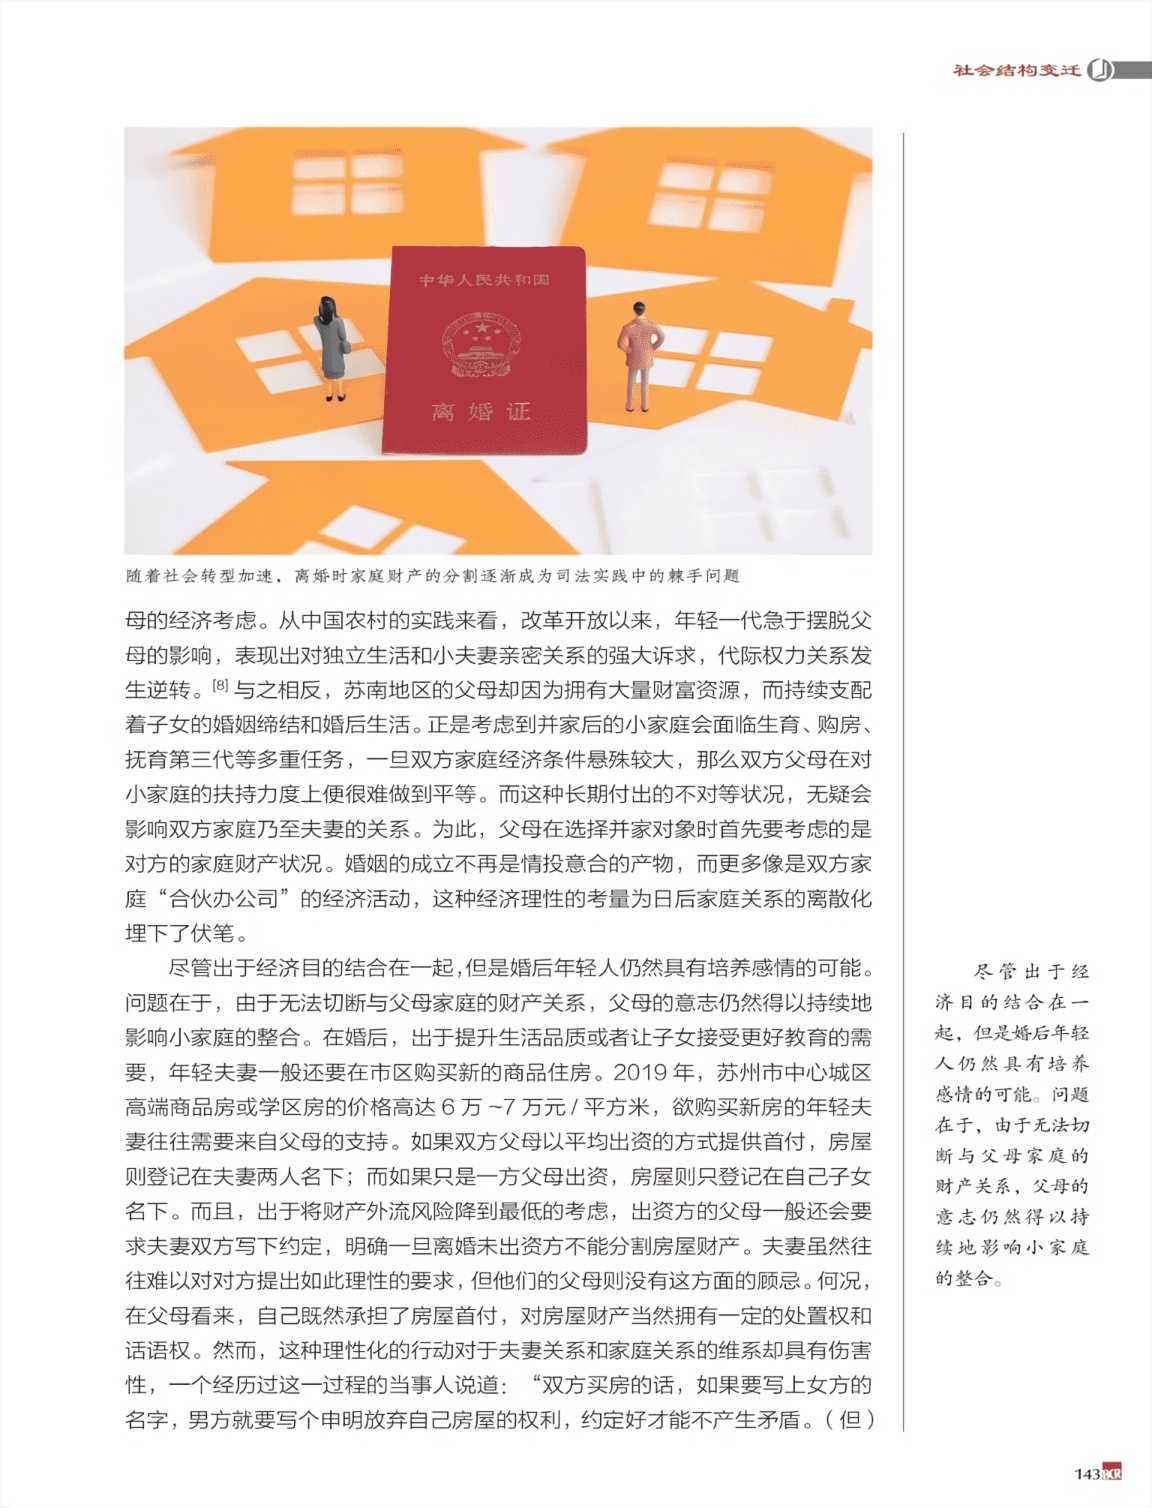 社会结构变迁
中华人民共和国
离婚证
随着社会转型加速，离婚时家庭财产的分割逐渐成为司法实践中的棘手问题
母的经济考虑。从中国农村的实践来看，改革开放以来，年轻一代急于摆脱父
母的影响，表现出对独立生活和小夫妻亲密关系的强大诉求，代际权力关系发
生逆转。[8] 与之相反，苏南地区的父母却因为拥有大量财富资源，而持续支配
着子女的婚姻缔结和婚后生活。正是考虑到并家后的小家庭会面临生育、购房、
抚育第三代等多重任务，一旦双方家庭经济条件悬殊较大，那么双方父母在对
小家庭的扶持力度上便很难做到平等。而这种长期付出的不对等状况，无疑会
影响双方家庭乃至夫妻的关系。为此，父母在选择并家对象时首先要考虑的是
对方的家庭财产状况。婚姻的成立不再是情投意合的产物，而更多像是双方家
庭“合伙办公司”的经济活动，这种经济理性的考量为日后家庭关系的离散化
埋下了伏笔。
尽管出于经济目的结合在一起，但是婚后年轻人仍然具有培养感情的可能。
问题在于，由于无法切断与父母家庭的财产关系，父母的意志仍然得以持续地
影响小家庭的整合。在婚后，出于提升生活品质或者让子女接受更好教育的需
要，年轻夫妻一般还要在市区购买新的商品住房。2019 年，苏州市中心城区
高端商品房或学区房的价格高达 6 万 ~7 万元 / 平方米，欲购买新房的年轻夫
妻往往需要来自父母的支持。如果双方父母以平均出资的方式提供首付，房屋
则登记在夫妻两人名下；而如果只是一方父母出资，房屋则只登记在自己子女
名下。而且，出于将财产外流风险降到最低的考虑，出资方的父母一般还会要
求夫妻双方写下约定，明确一旦离婚未出资方不能分割房屋财产。夫妻虽然往
往难以对对方提出如此理性的要求，但他们的父母则没有这方面的顾忌。何况，
在父母看来，自己既然承担了房屋首付，对房屋财产当然拥有一定的处置权和
话语权。然而，这种理性化的行动对于夫妻关系和家庭关系的维系却具有伤害
性，一个经历过这一过程的当事人说道：“双方买房的话，如果要写上女方的
名字，男方就要写个申明放弃自己房屋的权利，约定好才能不产生矛盾。（但）
尽管出于经
济目的结合在一
起，但是婚后年轻
人仍然具有培养
感情的可能。问题
在于，由于无法切
断与父母家庭的
财产关系，父母的
意志仍然得以持
续地影响小家庭
的整合。
143